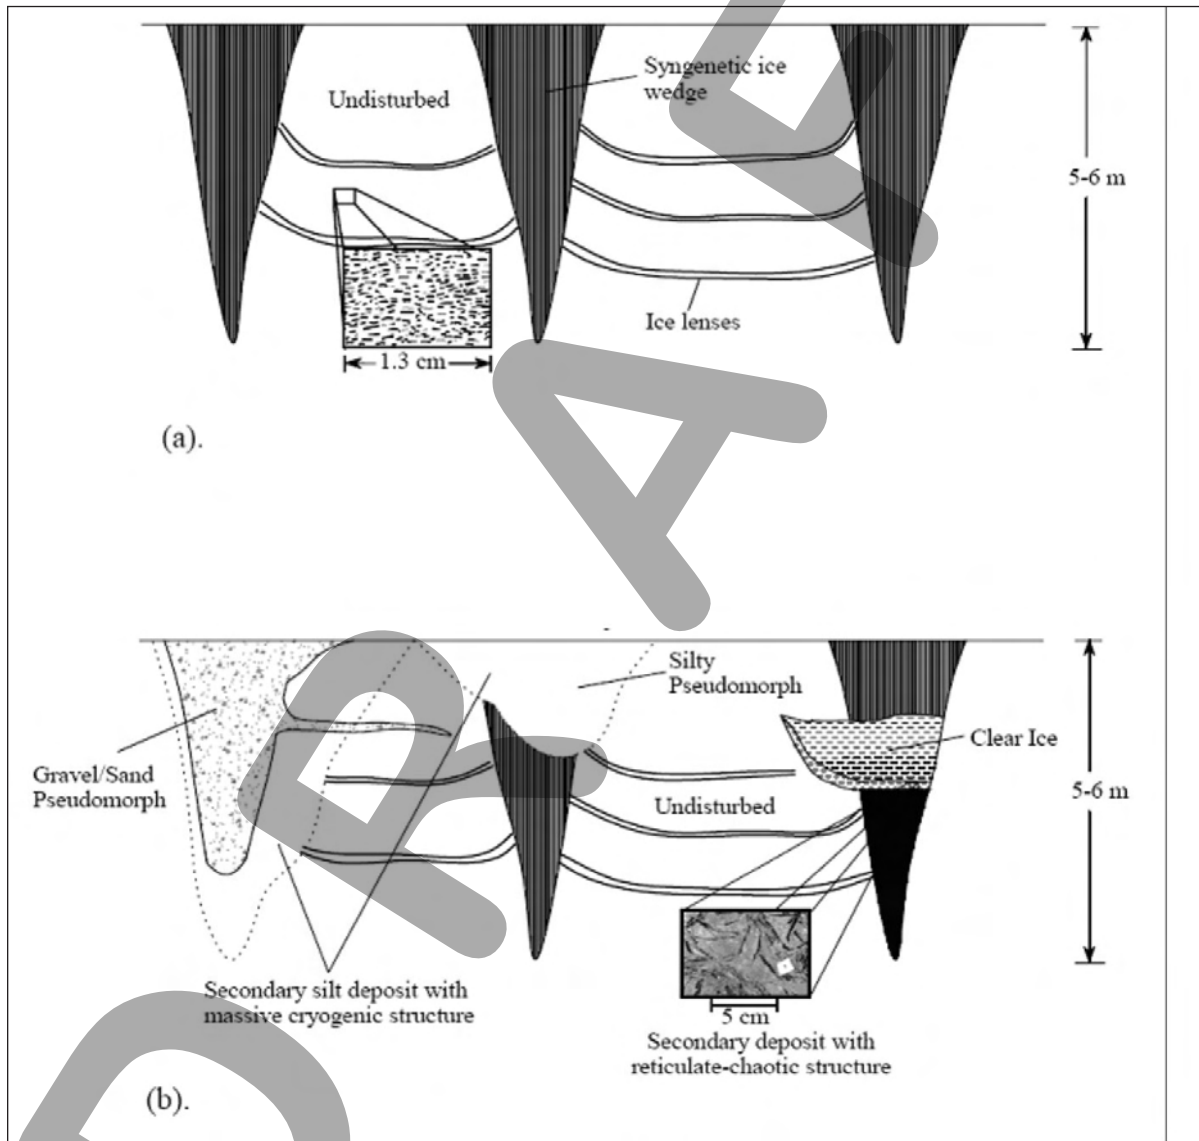 Undisturbed
Syngenetic ice
wedge
5-6 m
Ice lenses
1.3 cm
(a).
Silty
Pseudomorph
Clear Ice
Gravel/Sand
Pseudomorph
Undisturbed
5-6 m
Secondary silt deposit with
massive cryogenic structure
5 cm
Secondary deposit with
reticulate-chaotic structure
(b).
DRAF